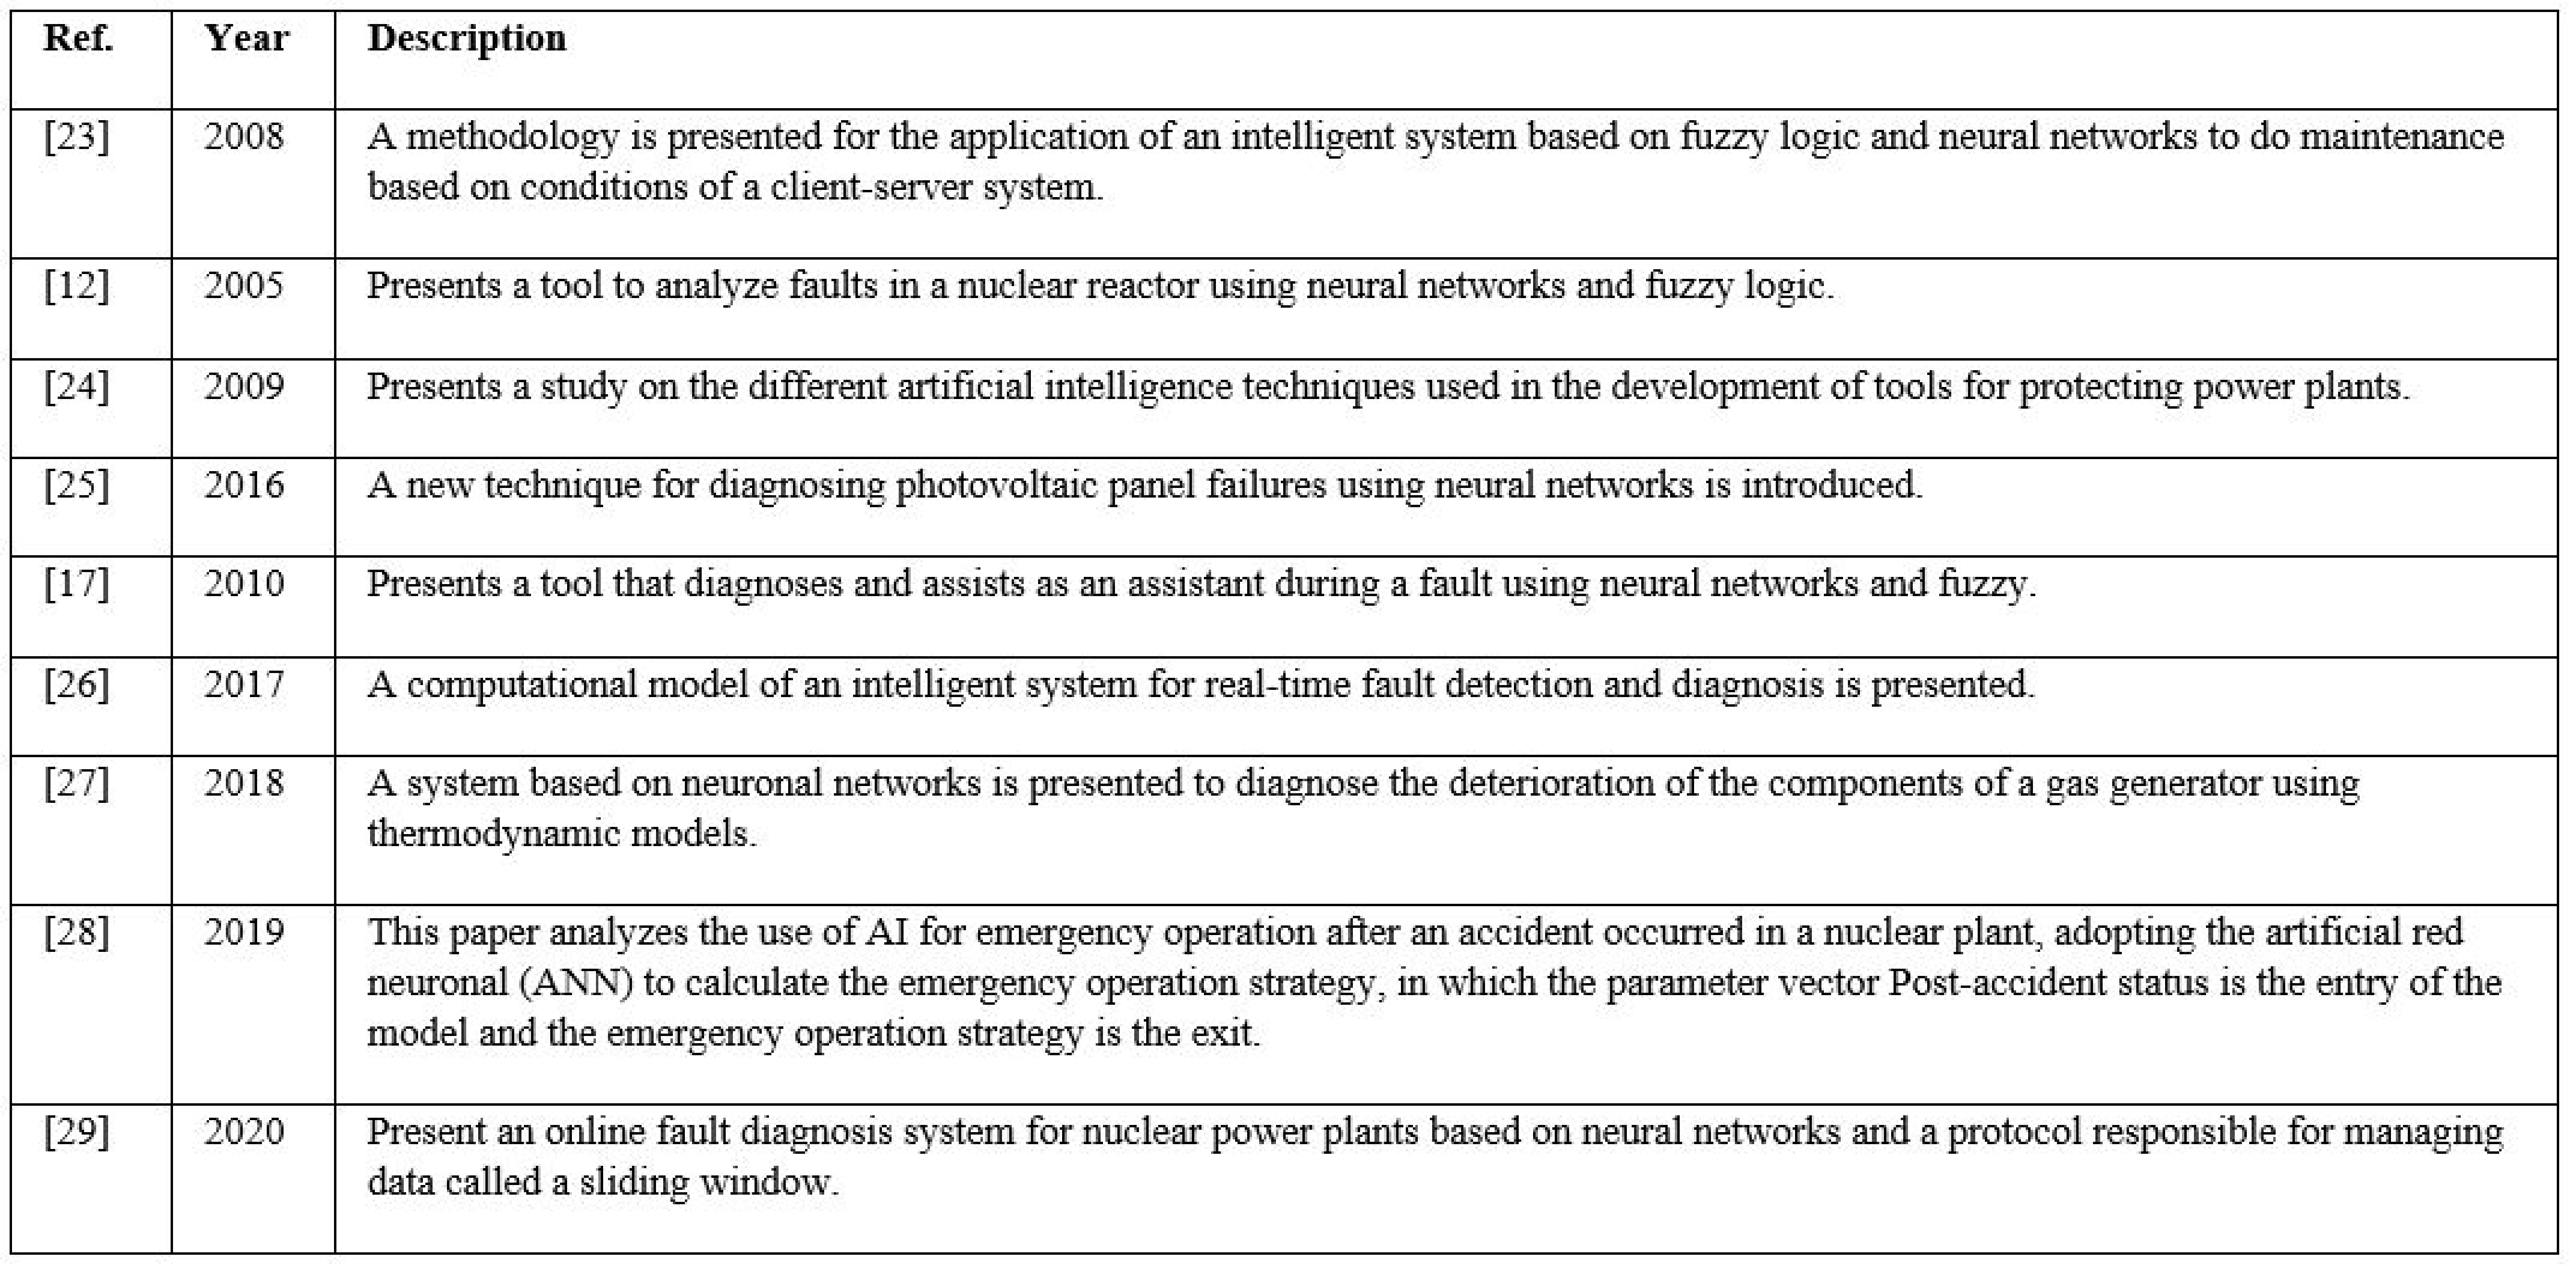 Ref. Year Description
[23] 2008 A methodology is presented for the application of an intelligent system based on fuzzy logic and neural networks to do maintenance
based on conditions of a client-server system.
[12] 2005 Presents a tool to analyze faults in a nuclear reactor using neural networks and fuzzy logic.
[24] 2009 Presents a study on the different artificial intelligence techniques used in the development of tools for protecting power plants.
[25] 2016 A new technique for diagnosing photovoltaic panel failures using neural networks is introduced.
[17] 2010 Presents a tool that diagnoses and assists as an assistant during a fault using neural networks and fuzzy.
[26] 2017 A computational model of an intelligent system for real-time fault detection and diagnosis is presented.
[27] 2018 A system based on neuronal networks is presented to diagnose the deterioration of the components of a gas generator using
thermodynamic models.
[28] 2019 This paper analyzes the use of AI for emergency operation after an accident occurred in a nuclear plant, adopting the artificial red
neuronal (ANN) to calculate the emergency operation strategy, in which the parameter vector Post-accident status is the entry of the
model and the emergency operation strategy is the exit.
[29] 2020 Present an online fault diagnosis system for nuclear power plants based on neural networks and a protocol responsible for managing
data called a sliding window.